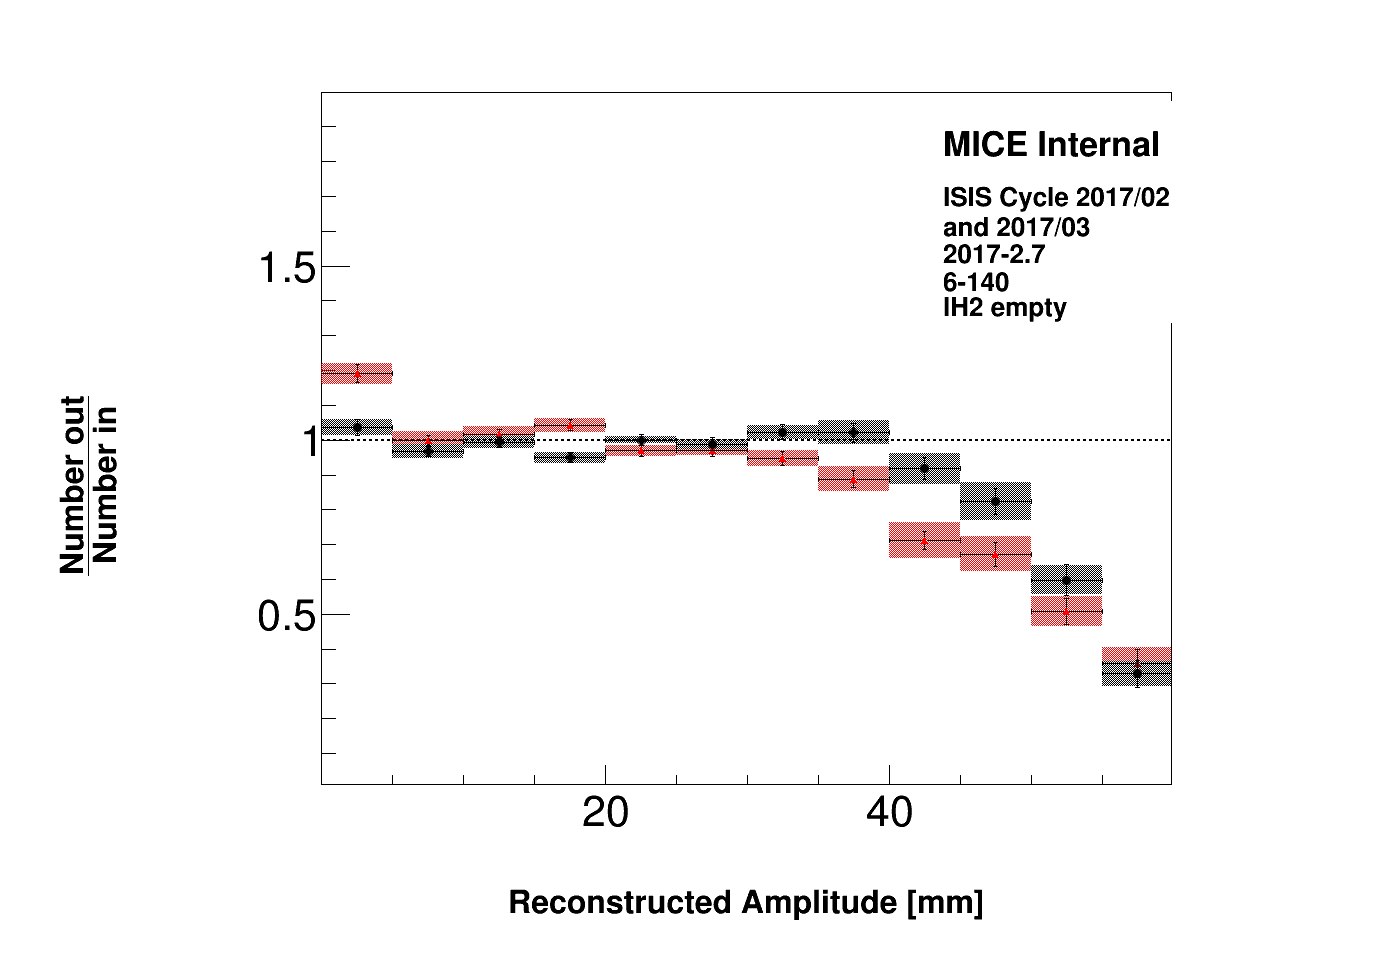 MICE Internal
ISIS Cycle 2017/02
and 2017/03
2017-2.7
6-140
lH2 empty
1.5
1
0.5
Number out
Number in
20
40
Reconstructed Amplitude [mm]